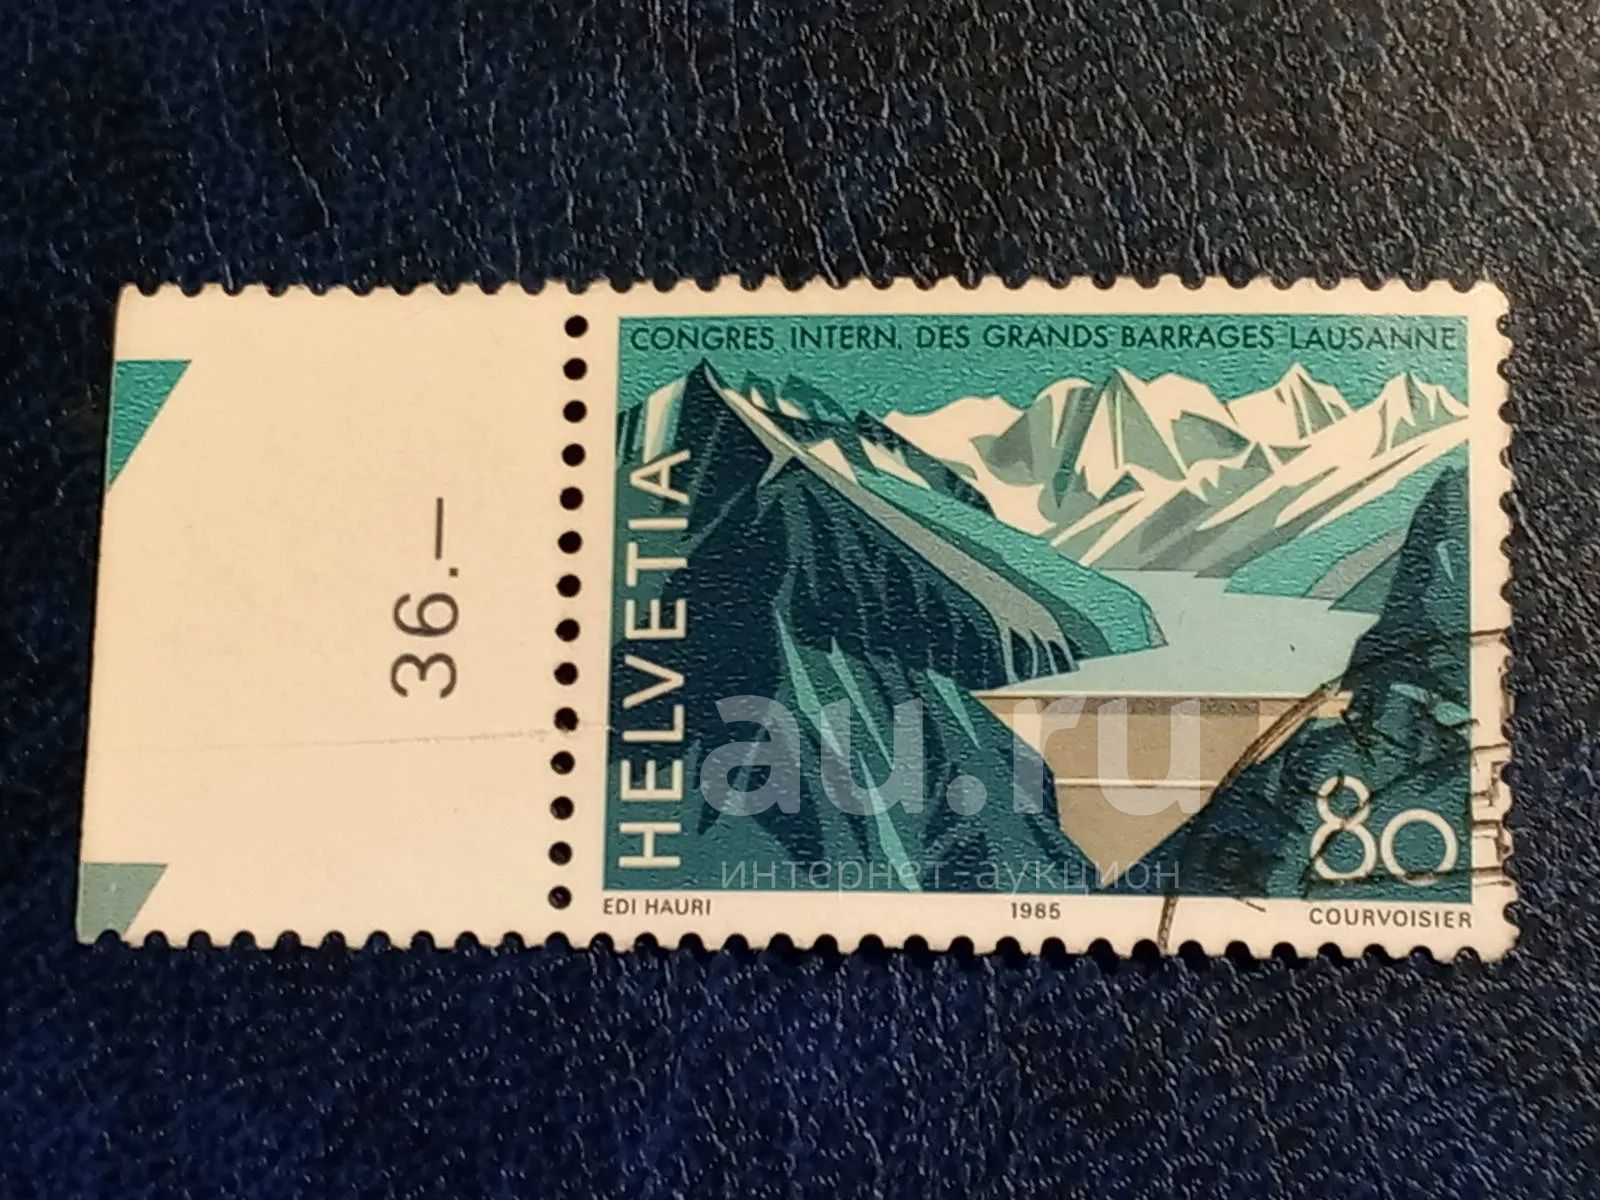 CONGRES INTERN. DES GRANDS BARRAGES LAUSANNE
HELVETIA
36.—
80
EDI HAURI
1985
COURVOISIER
au.ru
интернет-аукцион